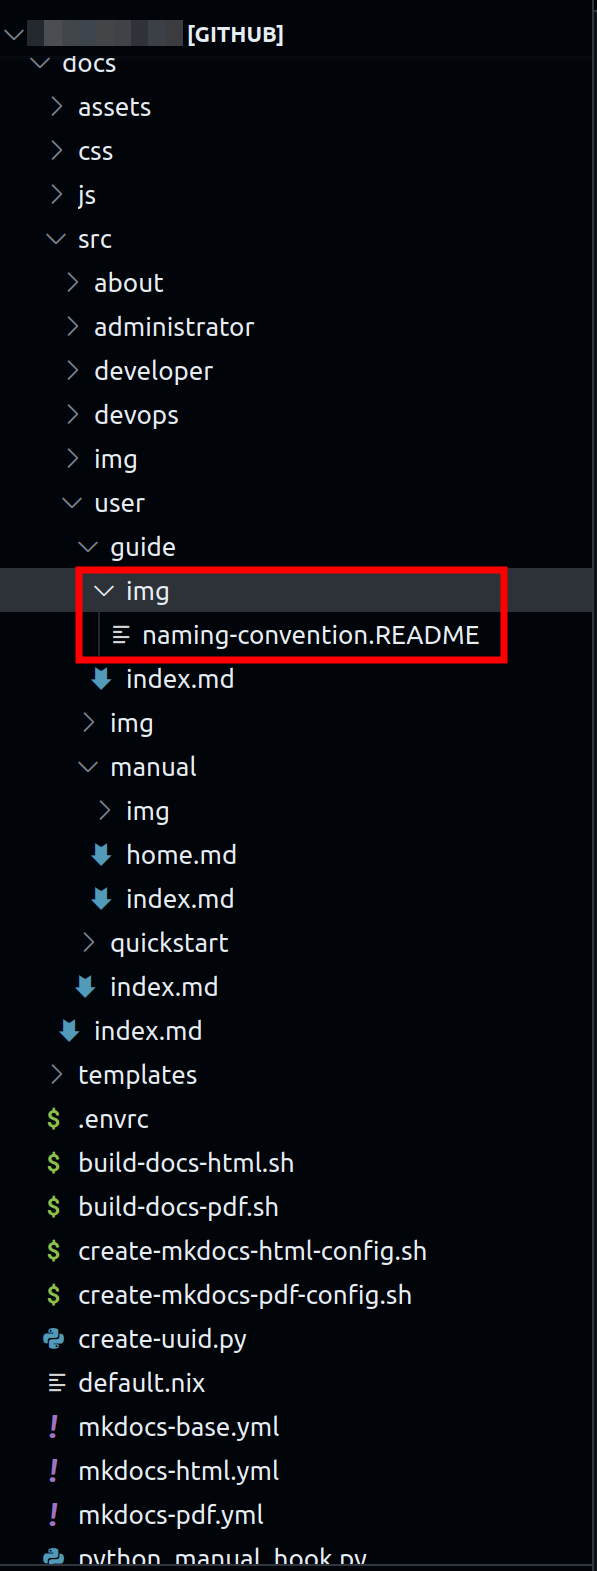 [GITHUB]
docs
assets
css
js
src
about
administrator
developer
devops
img
user
guide
img
naming-convention.README
index.md
img
manual
img
home.md
index.md
quickstart
index.md
index.md
templates
$ .envrc
$ build-docs-html.sh
$ build-docs-pdf.sh
$ create-mkdocs-html-config.sh
$ create-mkdocs-pdf-config.sh
create-uuid.py
default.nix
! mkdocs-base.yml
! mkdocs-html.yml
! mkdocs-pdf.yml
python_manual_hook.py